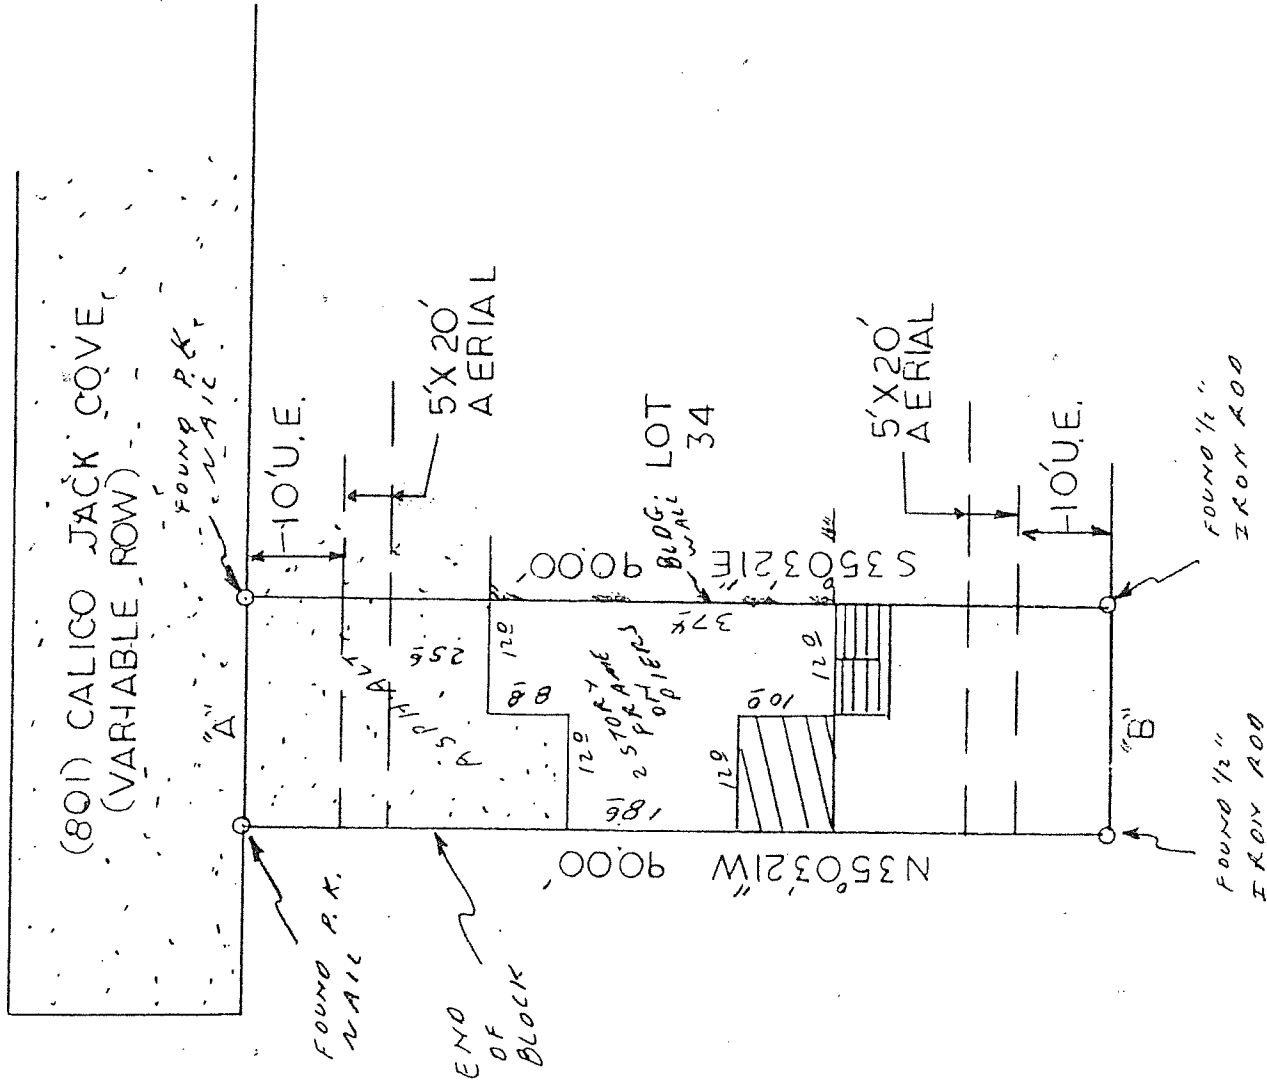 (801) CALICO JACK COVE
(VARIABLE ROW)
"A"
FOUND P.K.
NAIL
FOUND P.K.
NAIL
10' U.E.
5'X 20'
AERIAL
END
OF
BLOCK
ASPHALT
25 6
12 0
8 8
12 0
2 STORY
FRAME
ON PIERS
18 6
37 4
BLDG.
WALL
LOT
34
12 0
10 0
12 0
S35°03'21"E 90.00'
N35°03'21"W 90.00'
5'X20'
AERIAL
10' U.E.
"B"
FOUND 1/2"
IRON ROD
FOUND 1/2"
IRON ROD